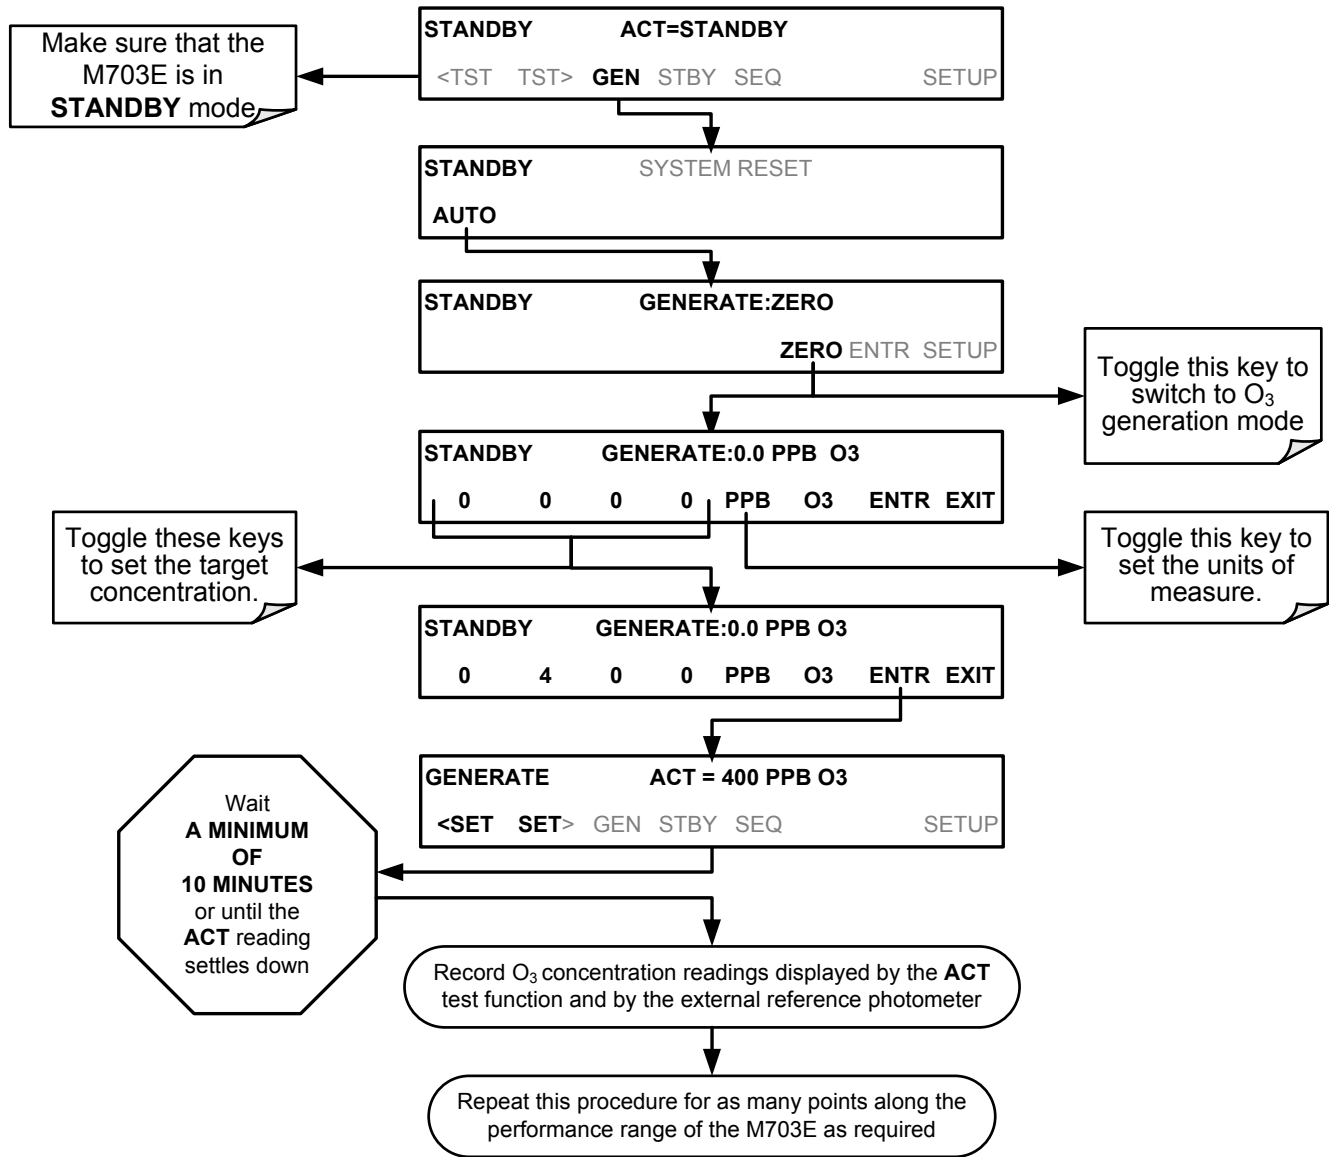 Make sure that the
M703E is in
STANDBY mode
STANDBY ACT=STANDBY
<TST TST> GEN STBY SEQ SETUP
STANDBY SYSTEM RESET
AUTO
STANDBY GENERATE:ZERO
ZERO ENTR SETUP
Toggle this key to
switch to O3
generation mode
STANDBY GENERATE:0.0 PPB O3
0 0 0 0 PPB O3 ENTR EXIT
Toggle these keys
to set the target
concentration.
Toggle this key to
set the units of
measure.
STANDBY GENERATE:0.0 PPB O3
0 4 0 0 PPB O3 ENTR EXIT
GENERATE ACT = 400 PPB O3
<SET SET> GEN STBY SEQ SETUP
Wait
A MINIMUM
OF
10 MINUTES
or until the
ACT reading
settles down
Record O3 concentration readings displayed by the ACT
test function and by the external reference photometer
Repeat this procedure for as many points along the
performance range of the M703E as required